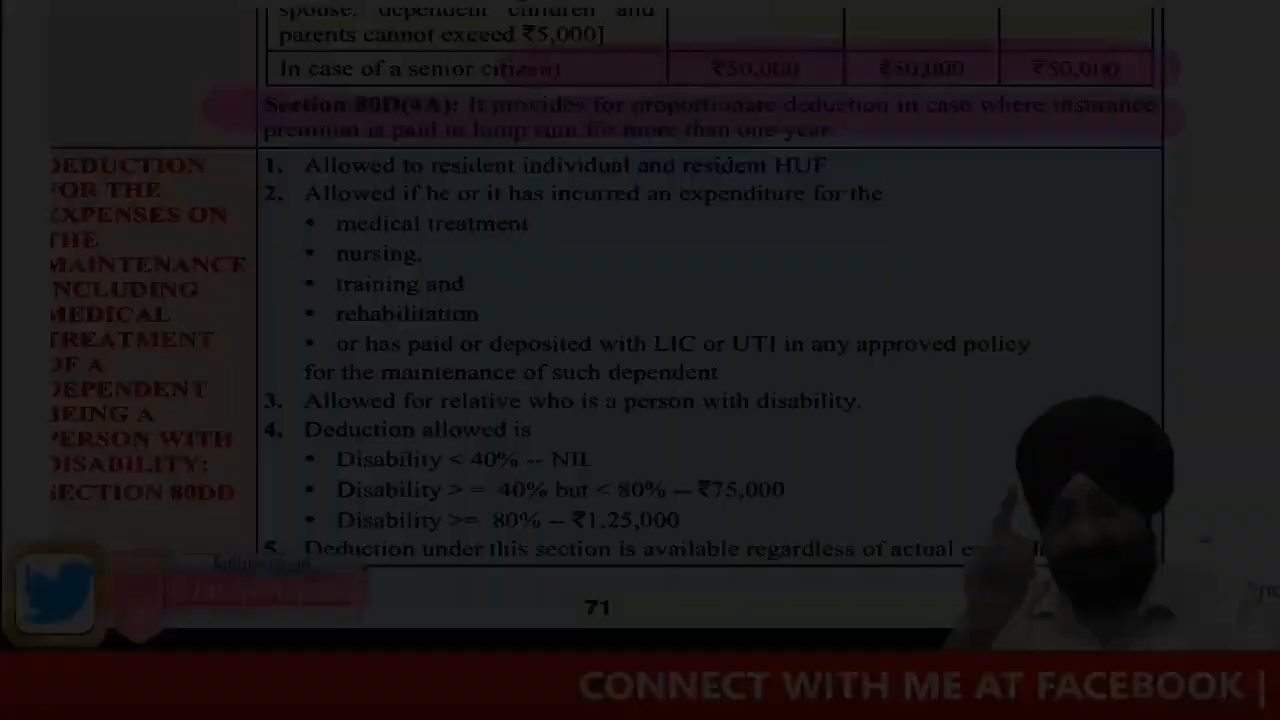 spouse, dependent children and
parents cannot exceed ₹5,000]
In case of a senior citizen] ₹50,000 ₹50,000 ₹50,000
Section 80D(4A): It provides for proportionate deduction in case where insurance
premium is paid in lump sum for more than one year
DEDUCTION
FOR THE
EXPENSES ON
THE
MAINTENANCE
INCLUDING
MEDICAL
TREATMENT
OF A
DEPENDENT
BEING A
PERSON WITH
DISABILITY:
SECTION 80DD
1. Allowed to resident individual and resident HUF
2. Allowed if he or it has incurred an expenditure for the
• medical treatment
• nursing,
• training and
• rehabilitation
• or has paid or deposited with LIC or UTI in any approved policy
for the maintenance of such dependent
3. Allowed for relative who is a person with disability.
4. Deduction allowed is
• Disability < 40% -- NIL
• Disability > = 40% but < 80% – ₹75,000
• Disability >= 80% – ₹1,25,000
5. Deduction under this section is available regardless of actual
71
CONNECT WITH ME AT FACEBOOK |